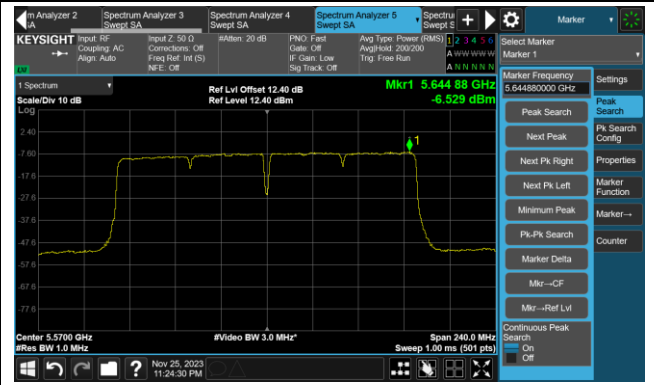 m Analyzer 2
SA
Spectrum Analyzer 3
Swept SA
Spectrum Analyzer 4
Swept SA
Spectrum Analyzer 5
Swept SA
Spectru
Swept S
+
Marker
KEYSIGHT
Input: RF
Coupling: AC
Align: Auto
Input Z: 50 Ω
Corrections: Off
Freq Ref: Int (S)
NFE: Off
#Atten: 20 dB
PNO: Fast
Gate: Off
IF Gain: Low
Sig Track: Off
Avg Type: Power (RMS)
Avg|Hold: 200/200
Trig: Free Run
1 2 3 4 5 6
A W W W W W
A N N N N N
Select Marker
Marker 1
1 Spectrum
Scale/Div 10 dB
Log
Ref Lvl Offset 12.40 dB
Ref Level 12.40 dBm
Mkr1 5.644 88 GHz
-6.529 dBm
2.40
-7.60
-17.6
-27.6
-37.6
-47.6
-57.6
-67.6
-77.6
1
Center 5.5700 GHz
#Res BW 1.0 MHz
#Video BW 3.0 MHz*
Span 240.0 MHz
Sweep 1.00 ms (501 pts)
Marker Frequency
5.644880000 GHz
Peak Search
Next Peak
Next Pk Right
Next Pk Left
Minimum Peak
Pk-Pk Search
Marker Delta
Mkr→CF
Mkr→Ref Lvl
Continuous Peak
Search
On
Off
Settings
Peak
Search
Pk Search
Config
Properties
Marker
Function
Marker→
Counter
?
Nov 25, 2023
11:24:30 PM